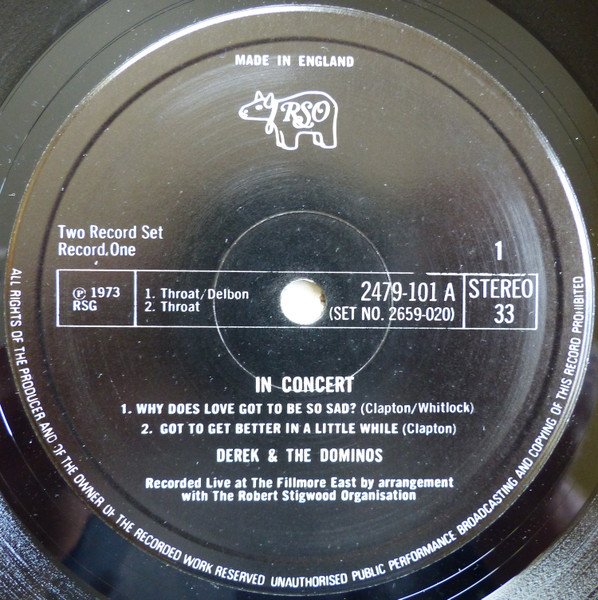 MADE IN ENGLAND
RSO
Two Record Set
Record.One
1
℗ 1973
RSG
1. Throat/Delbon
2. Throat
2479-101 A
(SET NO. 2659-020)
STEREO
33
IN CONCERT
1. WHY DOES LOVE GOT TO BE SO SAD? (Clapton/Whitlock)
2. GOT TO GET BETTER IN A LITTLE WHILE (Clapton)
DEREK & THE DOMINOS
Recorded Live at The Fillmore East by arrangement
with The Robert Stigwood Organisation
ALL RIGHTS OF THE PRODUCER AND OF THE OWNER OF THE RECORDED WORK RESERVED UNAUTHORISED PUBLIC PERFORMANCE BROADCASTING AND COPYING OF THIS RECORD PROHIBITED